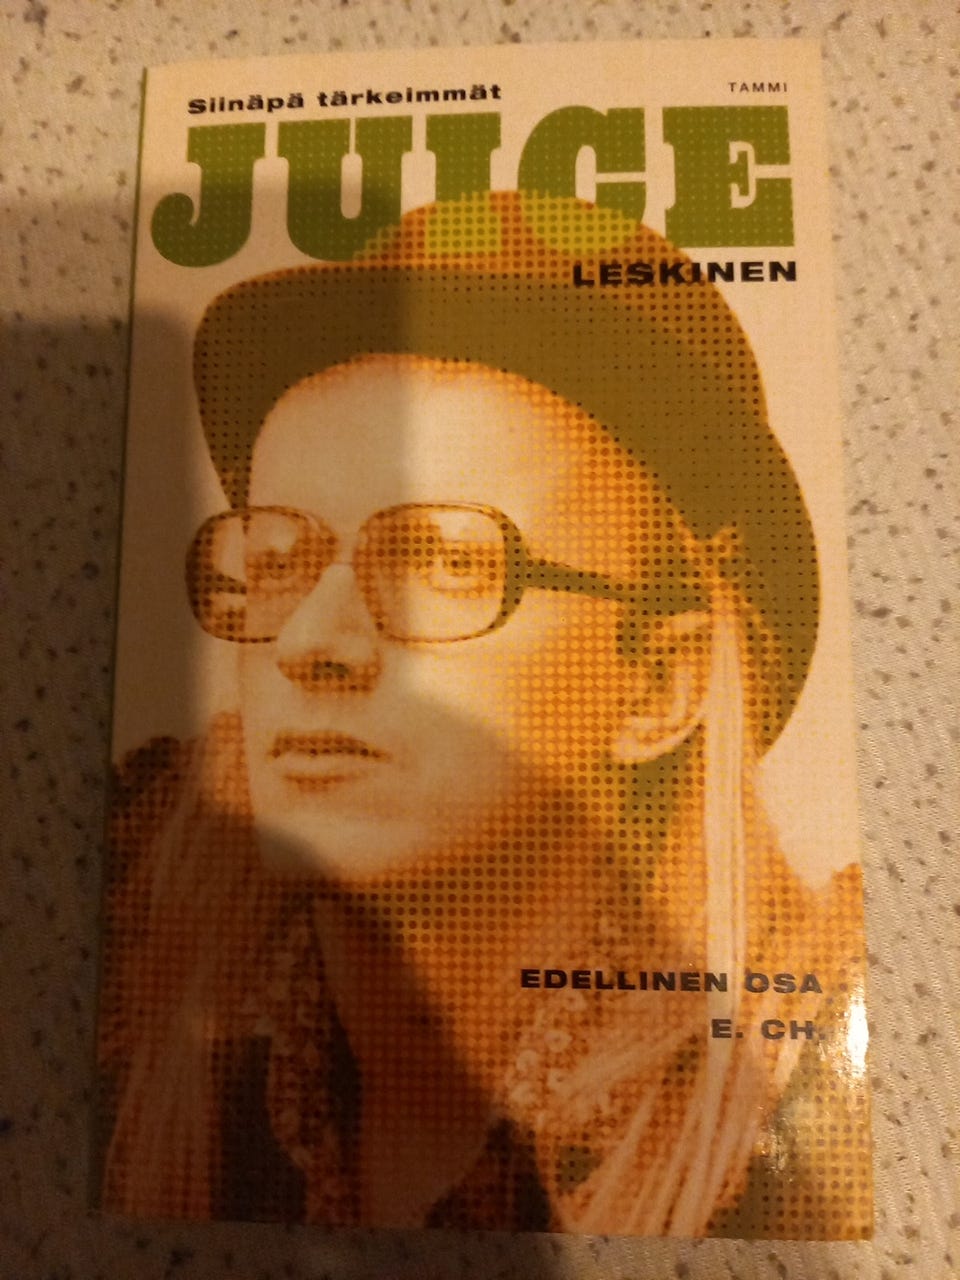 Siinäpä tärkeimmät
TAMMI
JUICE
LESKINEN
EDELLINEN OSA
E. CH.